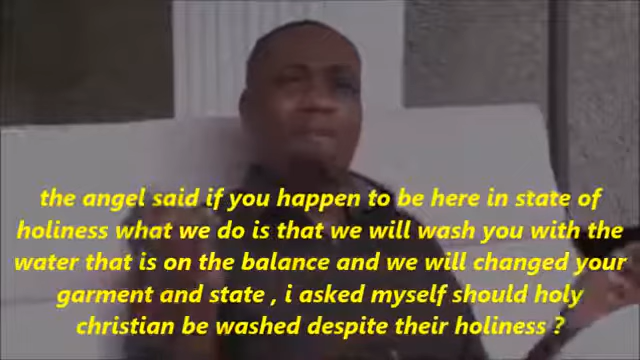 the angel said if you happen to be here in state of
holiness what we do is that we will wash you with the
water that is on the balance and we will changed your
garment and state , i asked myself should holy
christian be washed despite their holiness ?